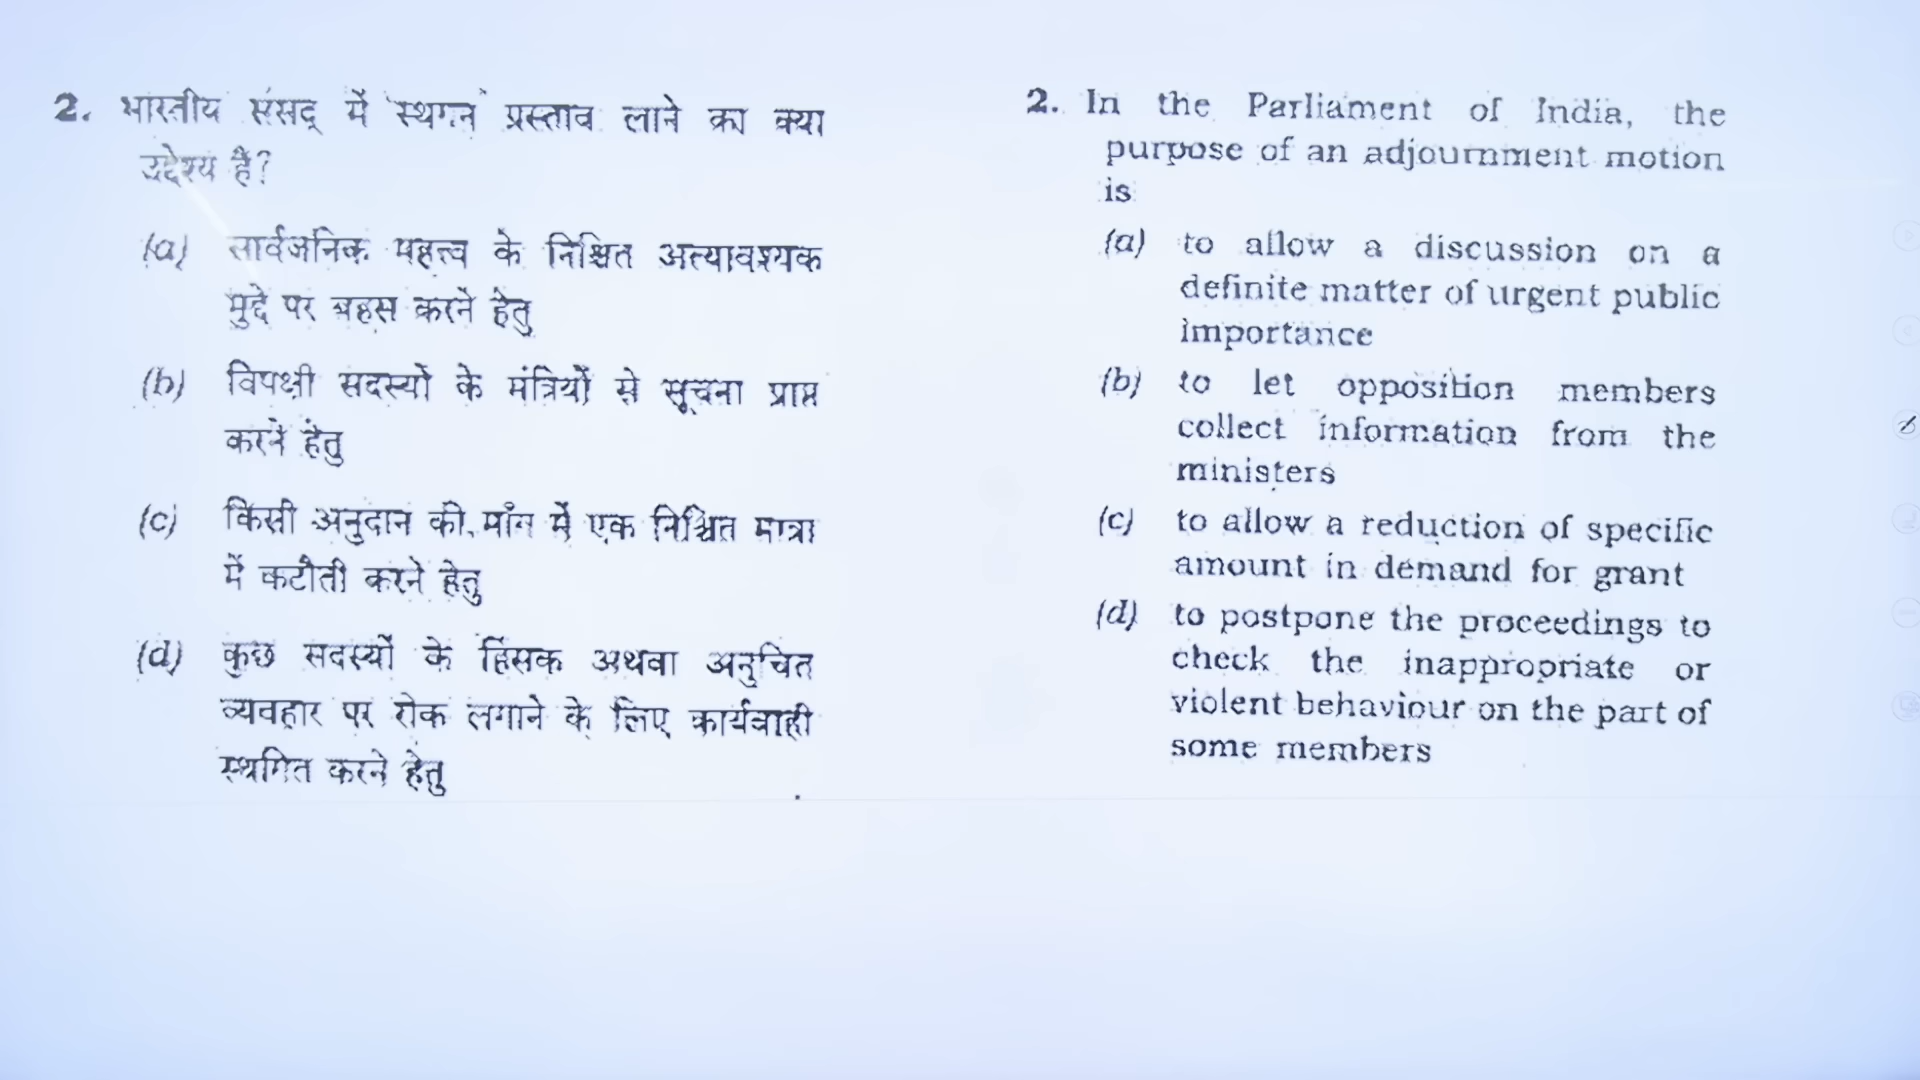 2. भारतीय संसद् में 'स्थगन' प्रस्ताव लाने का क्या
उद्देश्य है?
(a) सार्वजनिक महत्त्व के निश्चित अत्यावश्यक
मुद्दे पर बहस करने हेतु
(b) विपक्षी सदस्यों के मंत्रियों से सूचना प्राप्त
करने हेतु
(c) किसी अनुदान की माँग में एक निश्चित मात्रा
में कटौती करने हेतु
(d) कुछ सदस्यों के हिंसक अथवा अनुचित
व्यवहार पर रोक लगाने के लिए कार्यवाही
स्थगित करने हेतु
2. In the Parliament of India, the
purpose of an adjournment motion
is
(a) to allow a discussion on a
definite matter of urgent public
importance
(b) to let opposition members
collect information from the
ministers
(c) to allow a reduction of specific
amount in demand for grant
(d) to postpone the proceedings to
check the inappropriate or
violent behaviour on the part of
some members